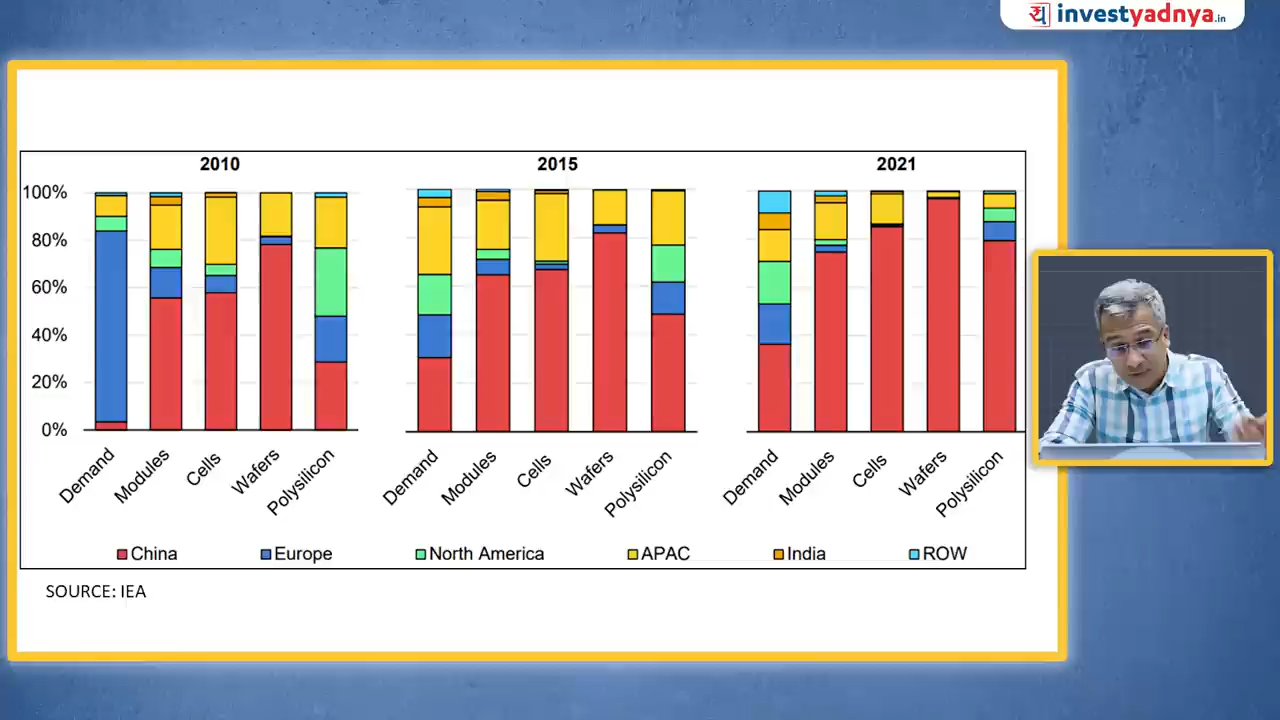 य investyadnya.in
2010 2015 2021
100%
80%
60%
40%
20%
0%
Demand Modules Cells Wafers Polysilicon Demand Modules Cells Wafers Polysilicon Demand Modules Cells Wafers Polysilicon
China Europe North America APAC India ROW
SOURCE: IEA